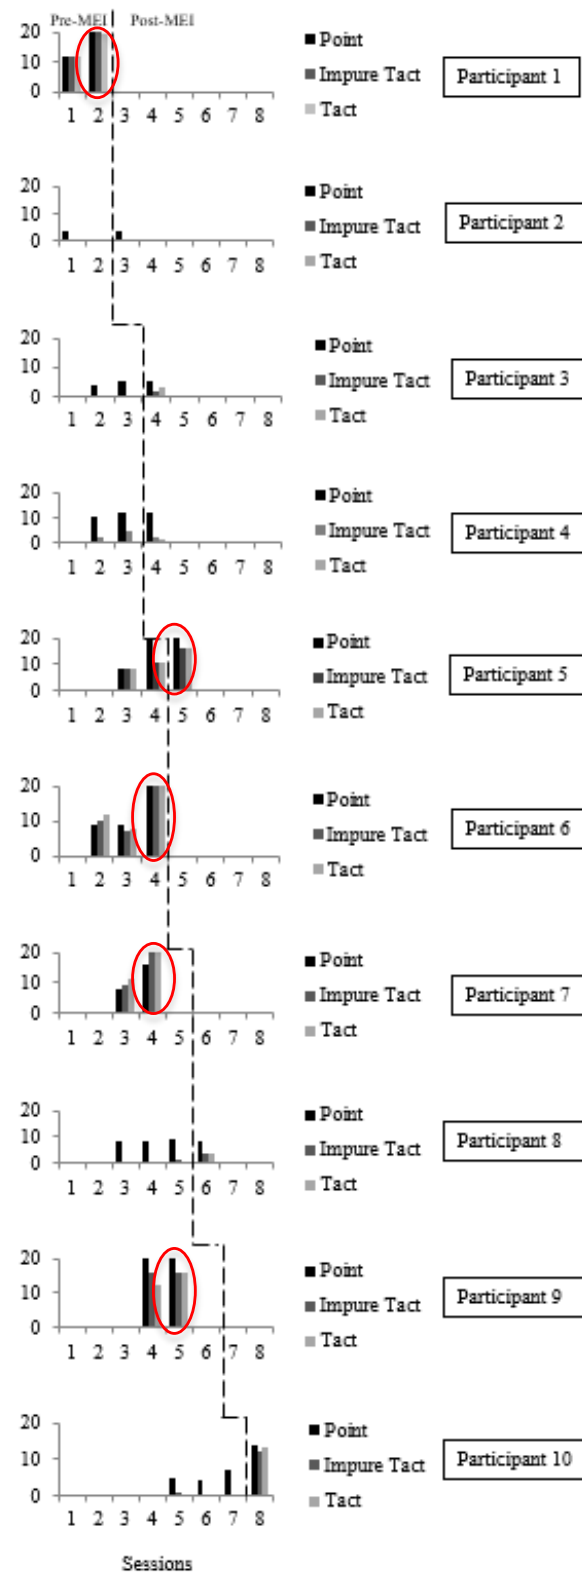 Pre-MEI Post-MEI
20
10
0
1 2 3 4 5 6 7 8
Point
Impure Tact
Tact
Participant 1
20
10
0
1 2 3 4 5 6 7 8
Point
Impure Tact
Tact
Participant 2
20
10
0
1 2 3 4 5 6 7 8
Point
Impure Tact
Tact
Participant 3
20
10
0
1 2 3 4 5 6 7 8
Point
Impure Tact
Tact
Participant 4
20
10
0
1 2 3 4 5 6 7 8
Point
Impure Tact
Tact
Participant 5
20
10
0
1 2 3 4 5 6 7 8
Point
Impure Tact
Tact
Participant 6
20
10
0
1 2 3 4 5 6 7 8
Point
Impure Tact
Tact
Participant 7
20
10
0
1 2 3 4 5 6 7 8
Point
Impure Tact
Tact
Participant 8
20
10
0
1 2 3 4 5 6 7 8
Point
Impure Tact
Tact
Participant 9
20
10
0
1 2 3 4 5 6 7 8
Point
Impure Tact
Tact
Participant 10
Sessions